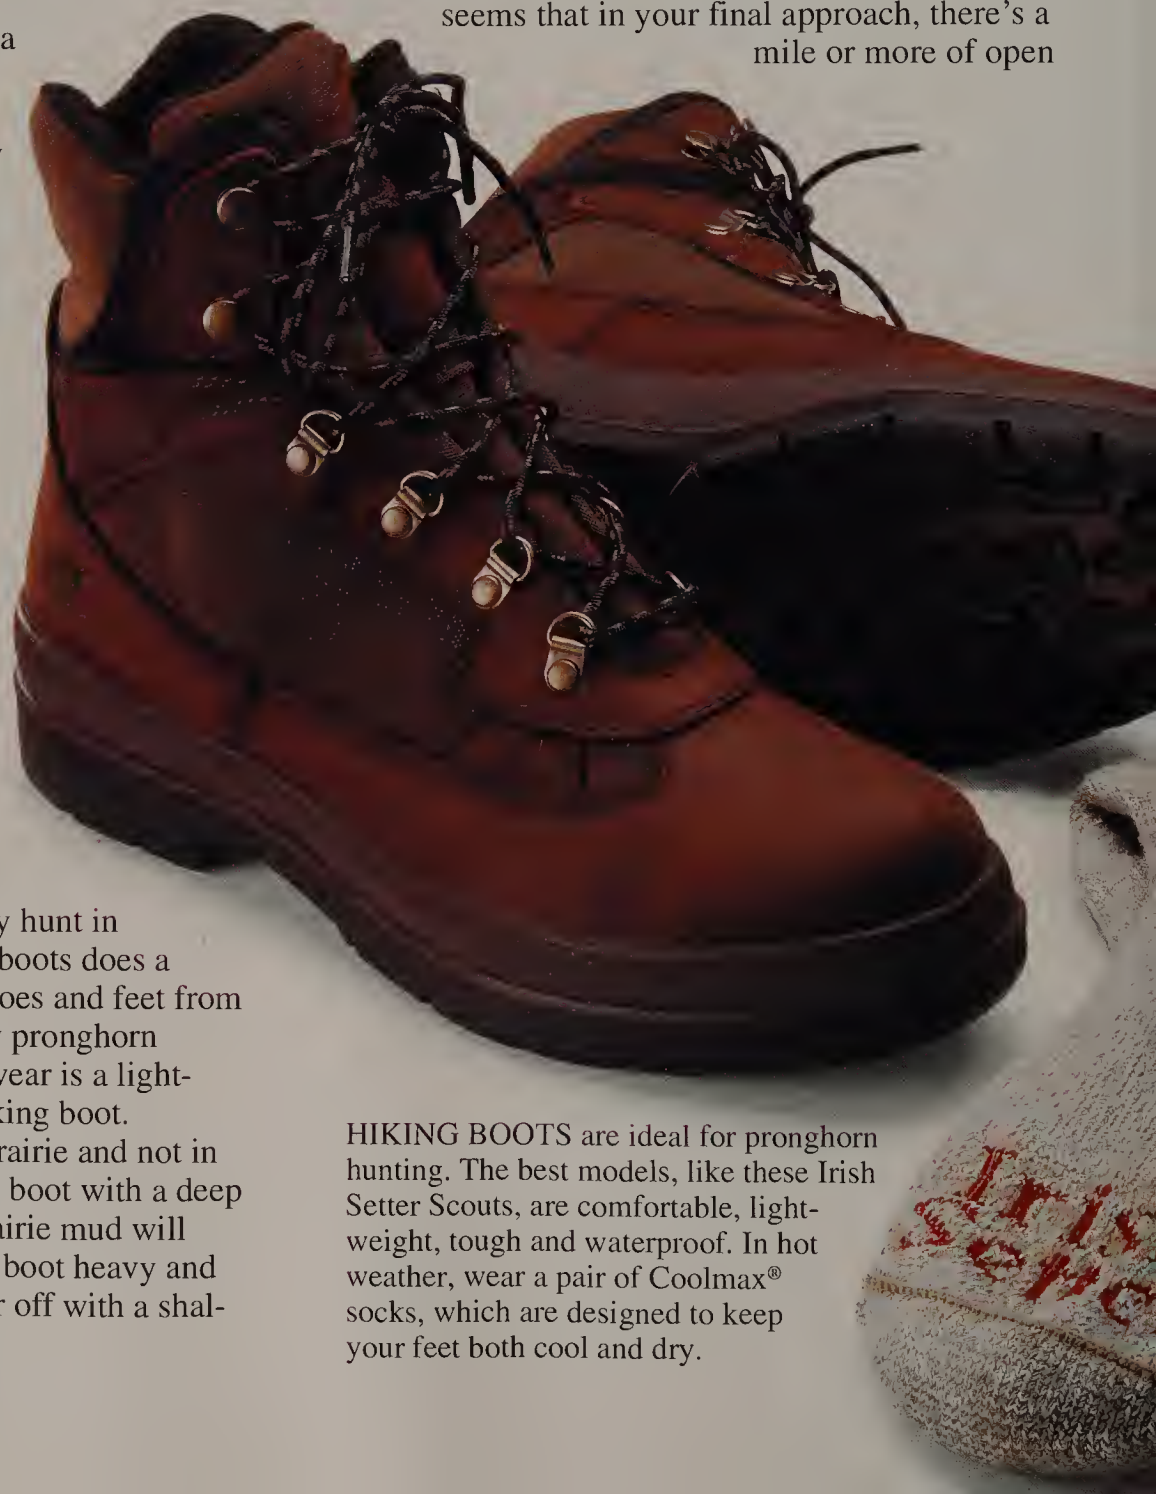 a
seems that in your final approach, there's a
mile or more of open
y hunt in
boots does a
oes and feet from
pronghorn
wear is a light-
king boot.
rairie and not in
boot with a deep
airie mud will
boot heavy and
r off with a shal-
HIKING BOOTS are ideal for pronghorn
hunting. The best models, like these Irish
Setter Scouts, are comfortable, light-
weight, tough and waterproof. In hot
weather, wear a pair of Coolmax®
socks, which are designed to keep
your feet both cool and dry.